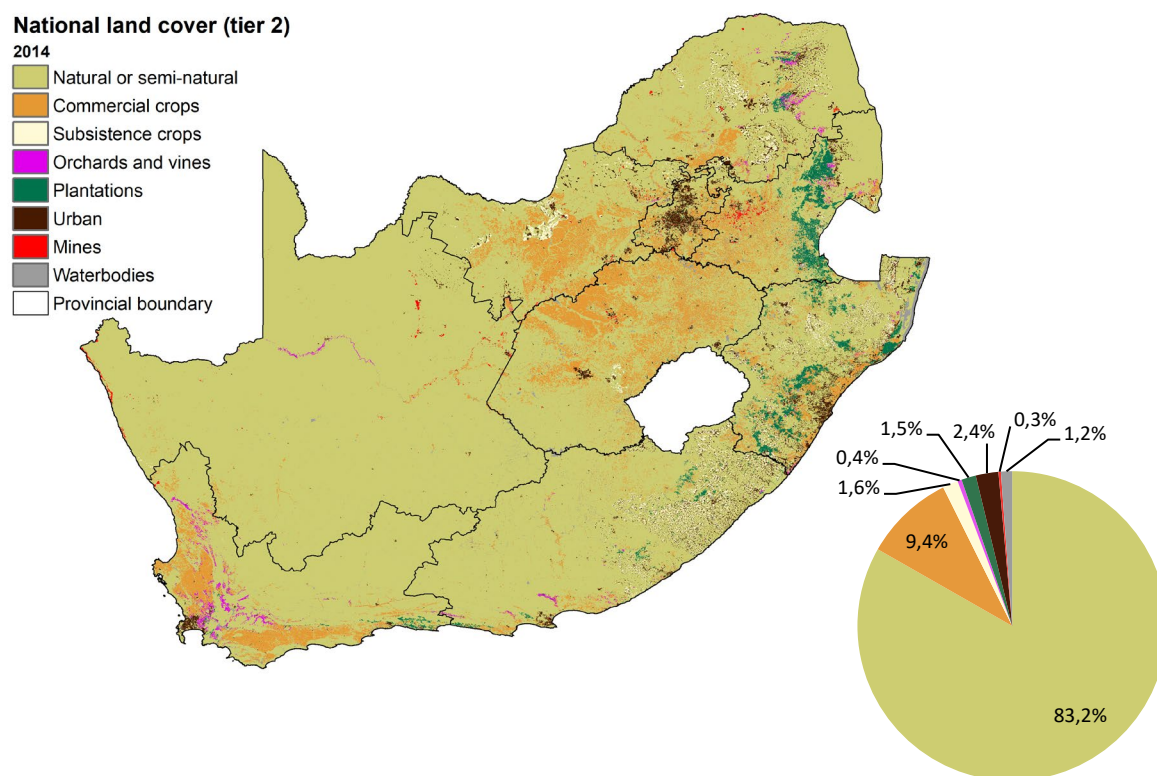 National land cover (tier 2)
2014
Natural or semi-natural
Commercial crops
Subsistence crops
Orchards and vines
Plantations
Urban
Mines
Waterbodies
Provincial boundary
1,5%
2,4%
0,3%
1,2%
0,4%
1,6%
9,4%
83,2%